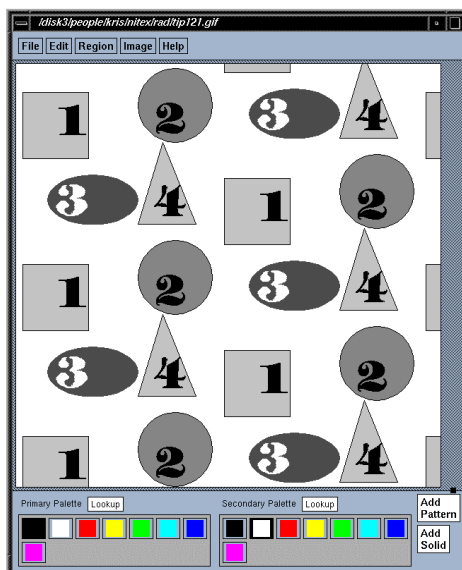 /disk3/people/kris/nitex/rad/tip121.gif
File Edit Region Image Help
3 4
1 2
3 4
1 2
1 2
3 4
3 4
1 2
1 2
3 4
Primary Palette Lookup Secondary Palette Lookup Add Pattern
Add Solid